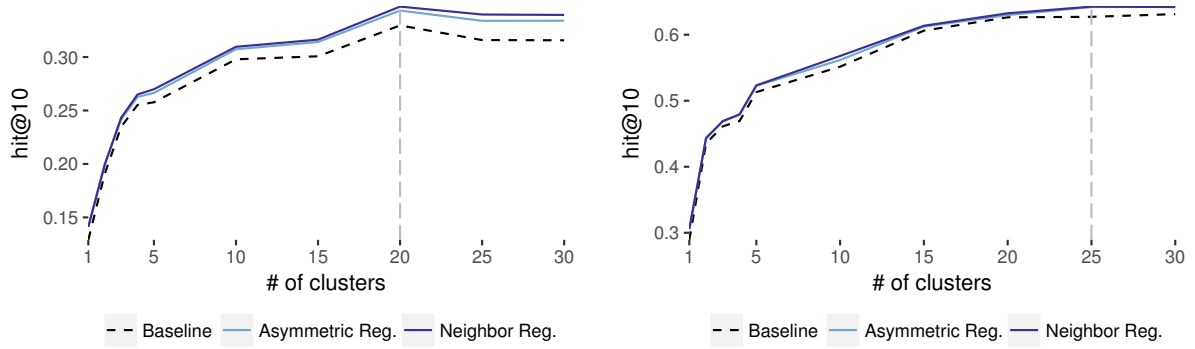 hit@10
0.30
0.25
0.20
0.15
1 5 10 15 20 25 30
# of clusters
Baseline Asymmetric Reg. Neighbor Reg.
hit@10
0.6
0.5
0.4
0.3
1 5 10 15 20 25 30
# of clusters
Baseline Asymmetric Reg. Neighbor Reg.